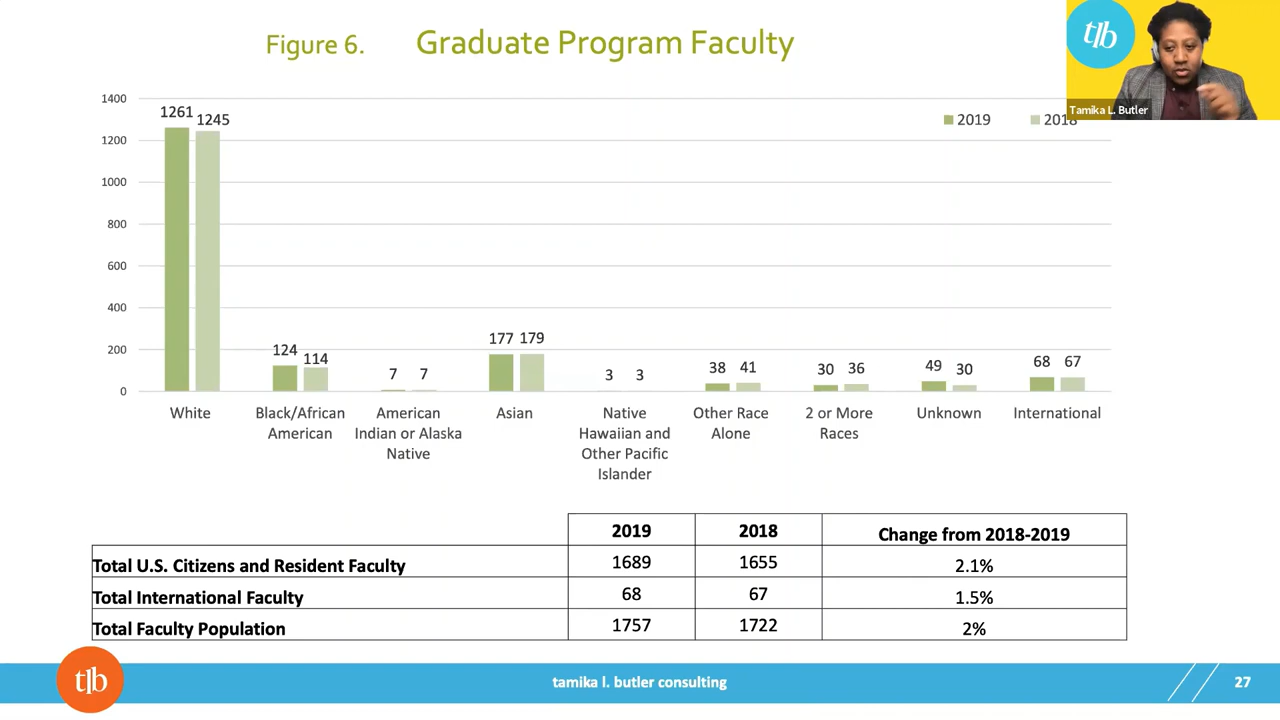 Figure 6. Graduate Program Faculty
tlb
Tamika L. Butler
2019 2018
1400
1200
1000
800
600
400
200
0
1261 1245
124 114
7 7
177 179
3 3
38 41
30 36
49 30
68 67
White
Black/African
American
American
Indian or Alaska
Native
Asian
Native
Hawaiian and
Other Pacific
Islander
Other Race
Alone
2 or More
Races
Unknown
International
2019 2018 Change from 2018-2019
Total U.S. Citizens and Resident Faculty 1689 1655 2.1%
Total International Faculty 68 67 1.5%
Total Faculty Population 1757 1722 2%
tlb
tamika l. butler consulting
27